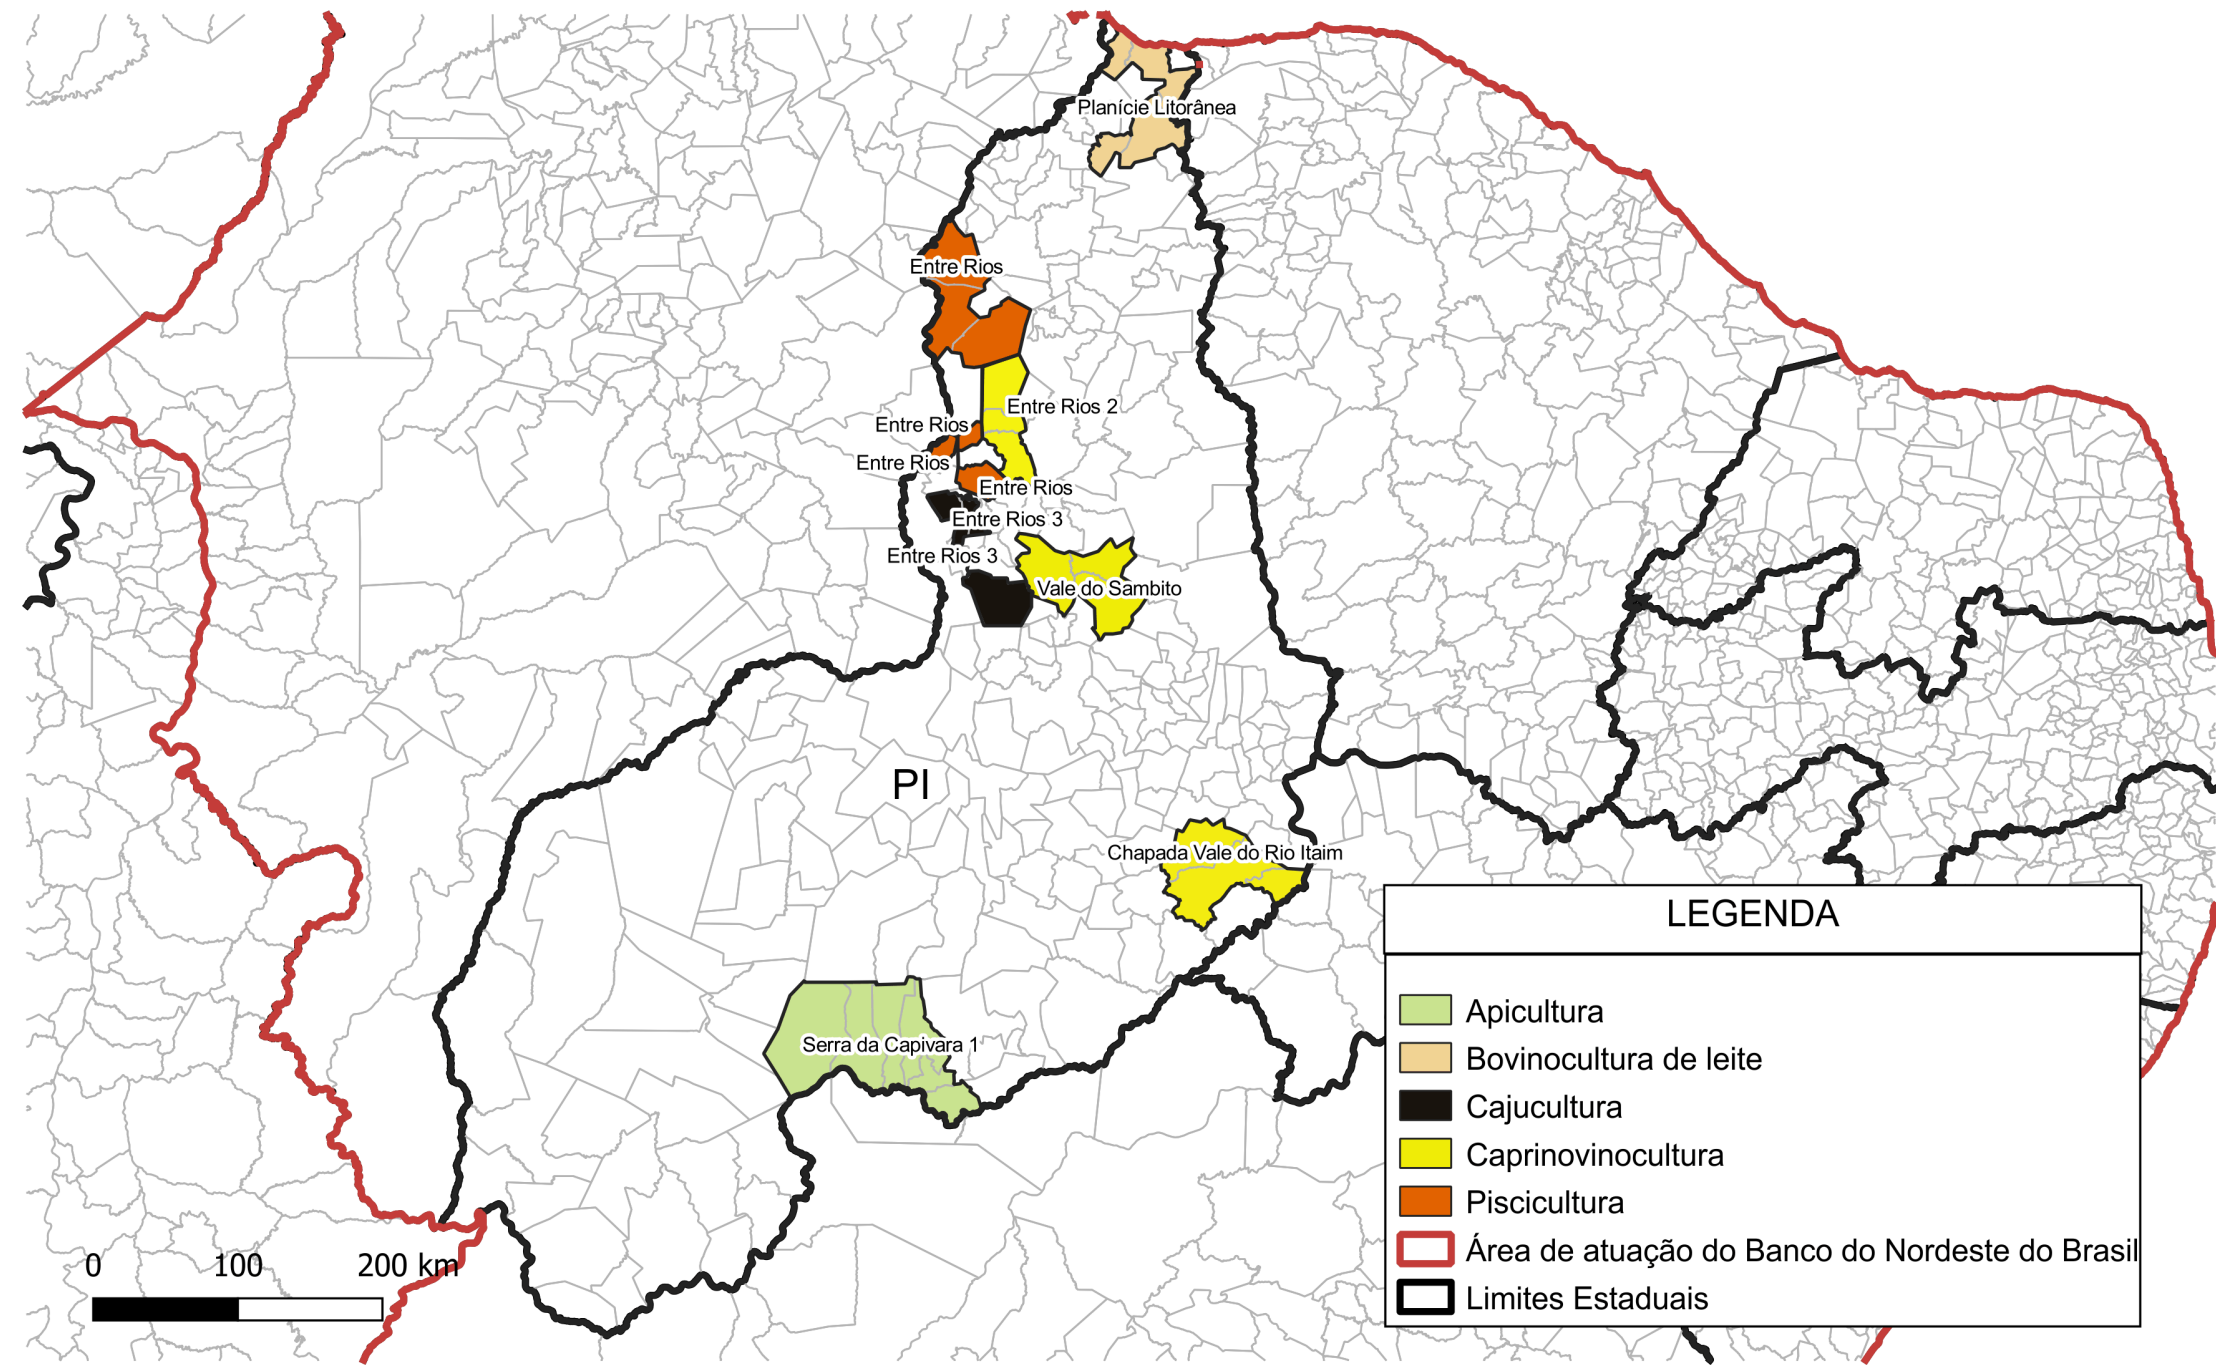 Planície Litorânea
Entre Rios
Entre Rios 2
Entre Rios
Entre Rios
Entre Rios
Entre Rios 3
Entre Rios 3
Vale do Sambito
PI
Chapada Vale do Rio Itaim
Serra da Capivara 1
LEGENDA
Apicultura
Bovinocultura de leite
Cajucultura
Caprinovinocultura
Piscicultura
Área de atuação do Banco do Nordeste do Brasil
Limites Estaduais
0 100 200 km